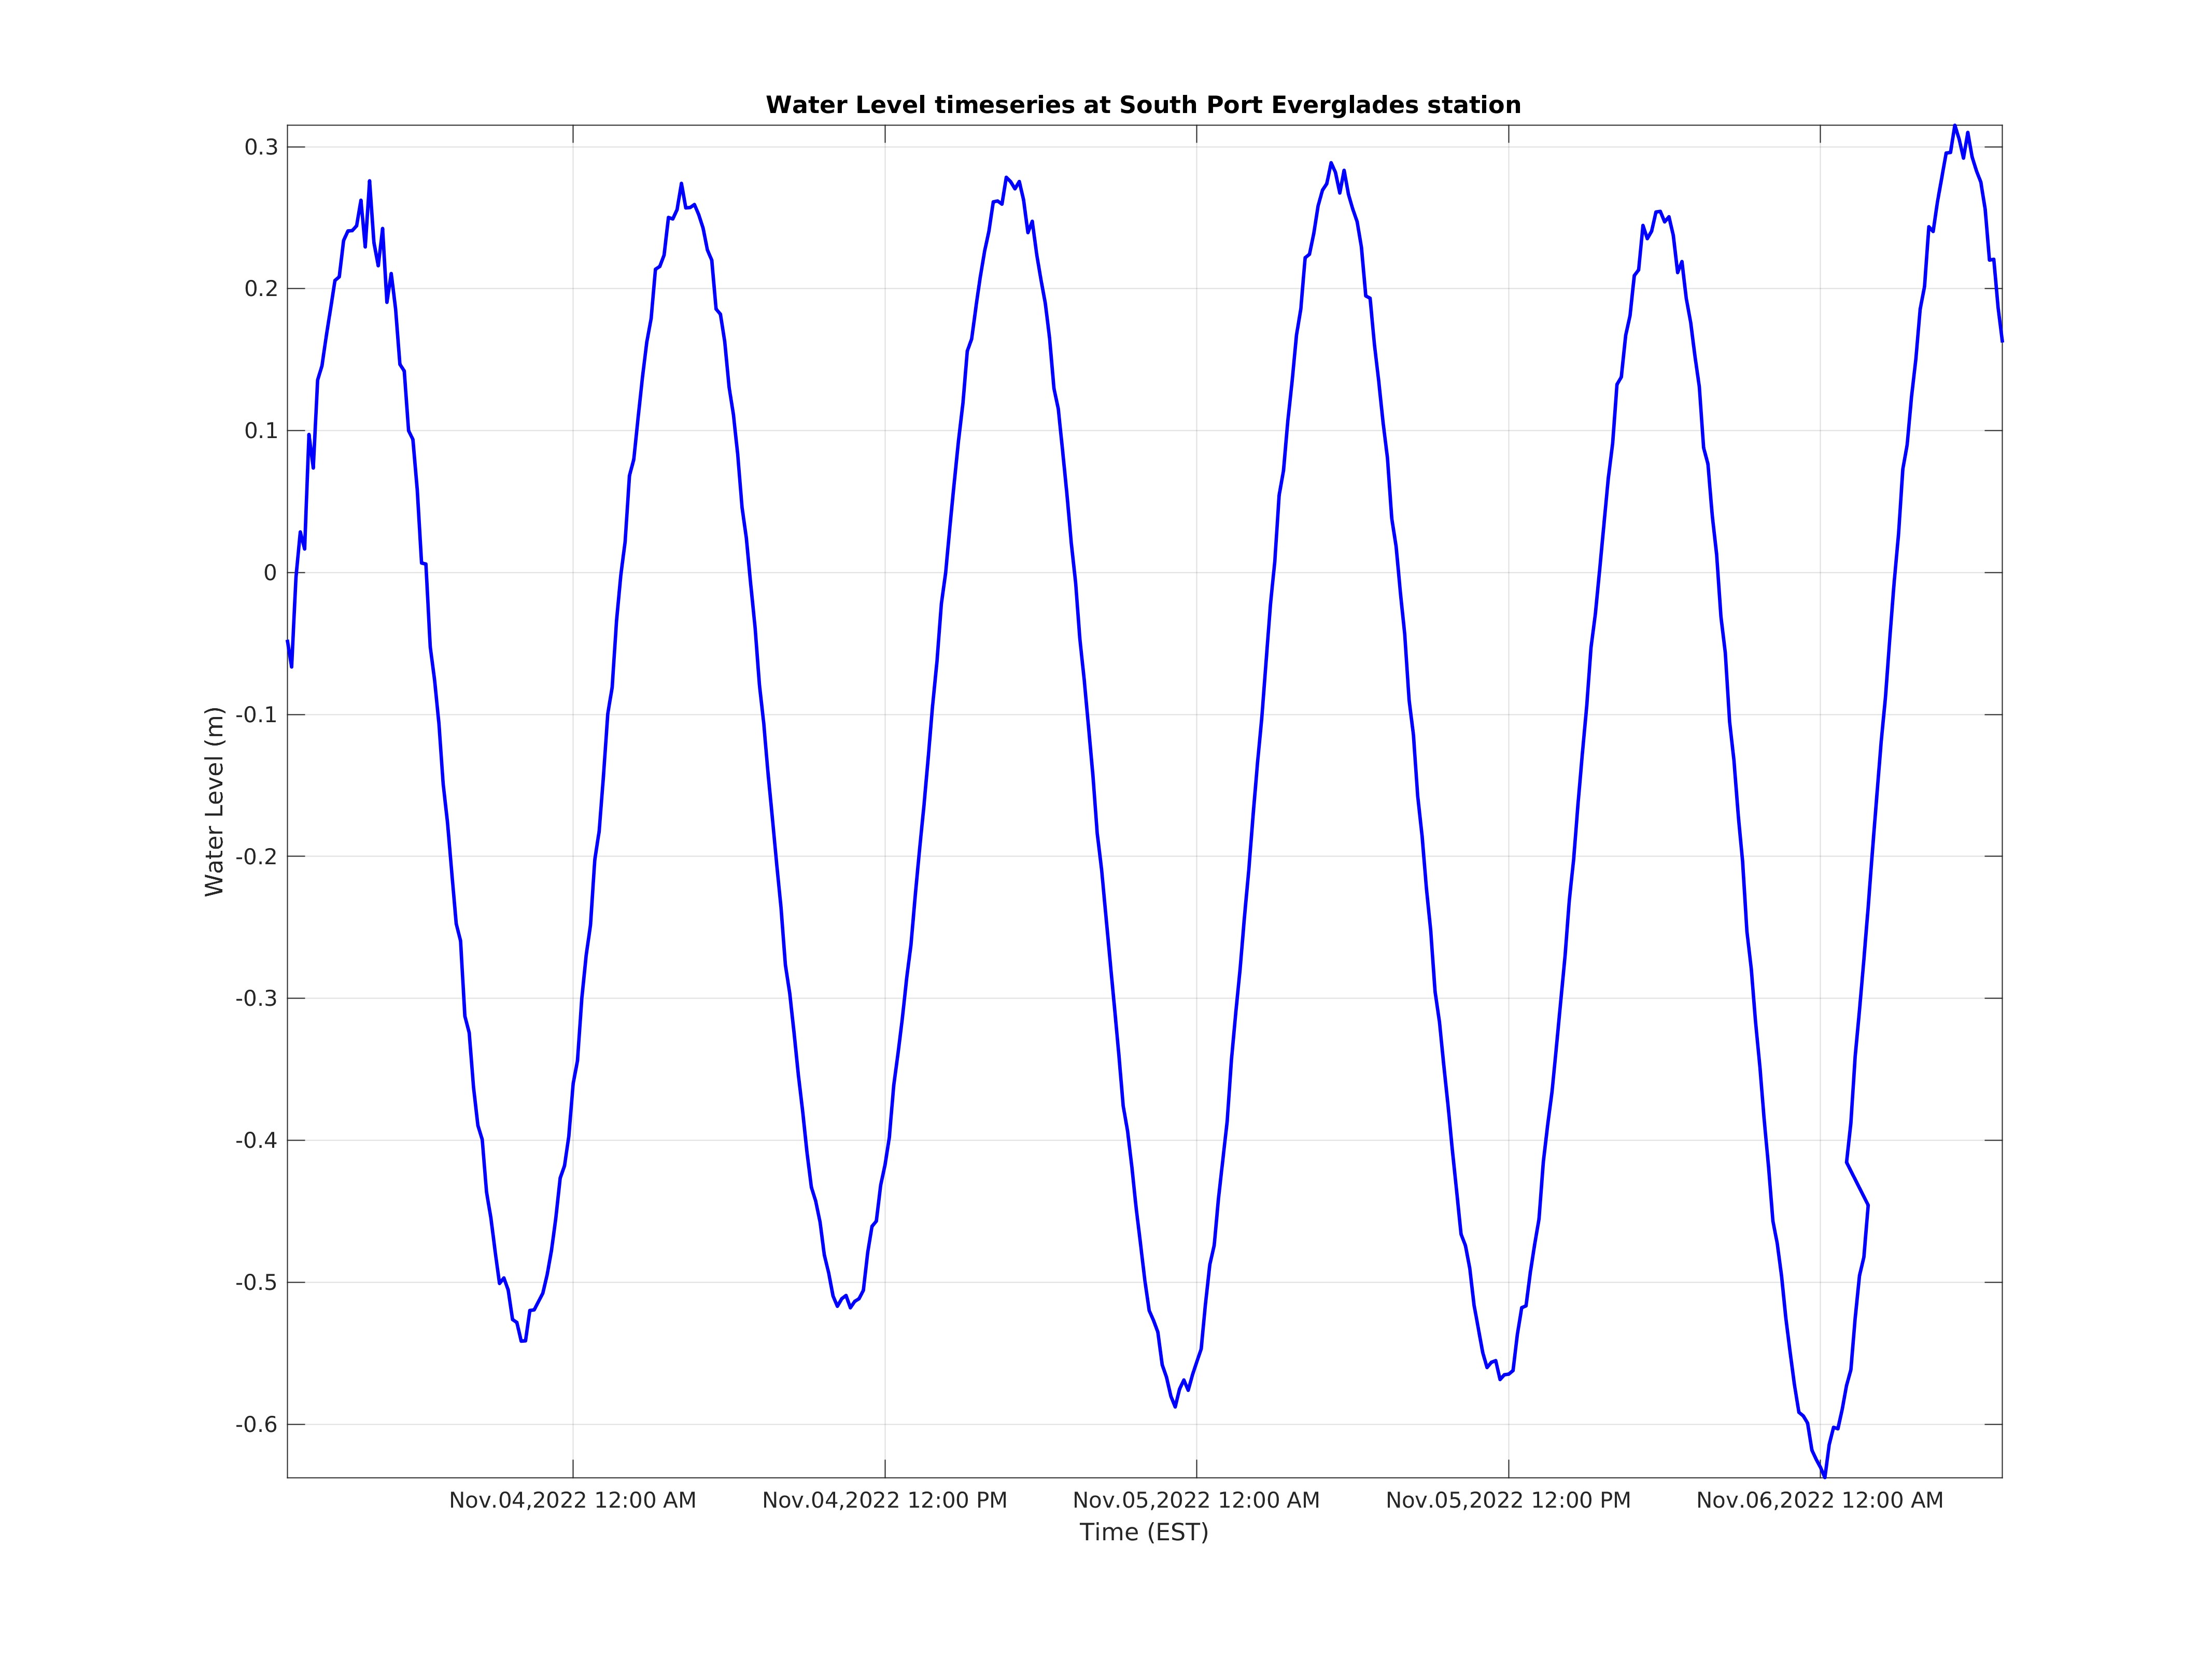 Water Level timeseries at South Port Everglades station
0.3
0.2
0.1
0
-0.1
-0.2
-0.3
-0.4
-0.5
-0.6
Water Level (m)
Nov.04,2022 12:00 AM Nov.04,2022 12:00 PM Nov.05,2022 12:00 AM Nov.05,2022 12:00 PM Nov.06,2022 12:00 AM
Time (EST)